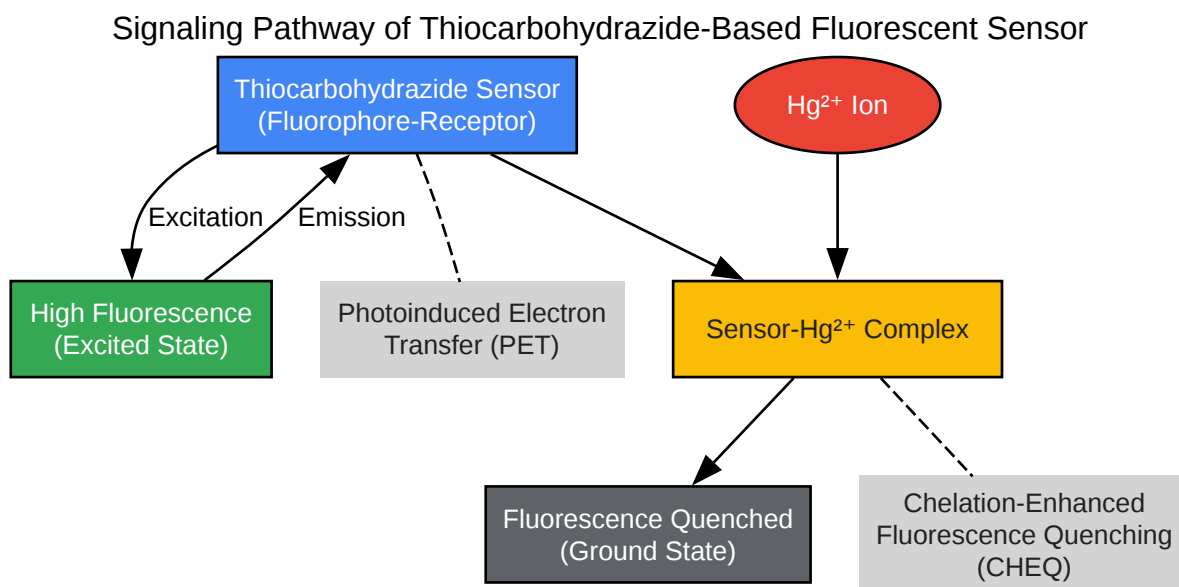 Signaling Pathway of Thiocarbohydrazide-Based Fluorescent Sensor
Thiocarbohydrazide Sensor
(Fluorophore-Receptor)
Hg²⁺ Ion
Excitation
Emission
High Fluorescence
(Excited State)
Photoinduced Electron
Transfer (PET)
Sensor-Hg²⁺ Complex
Fluorescence Quenched
(Ground State)
Chelation-Enhanced
Fluorescence Quenching
(CHEQ)